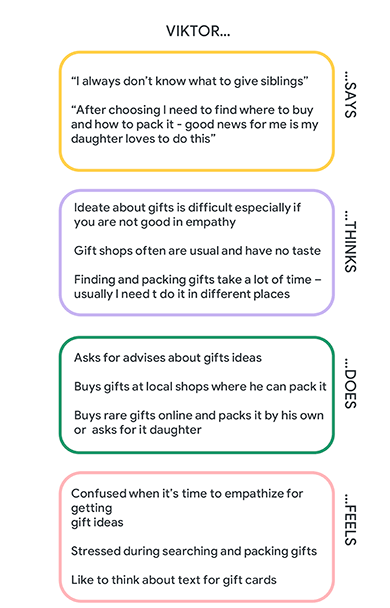 VIKTOR...
...SAYS
“I always don’t know what to give siblings”
“After choosing I need to find where to buy
and how to pack it - good news for me is my
daughter loves to do this”
...THINKS
Ideate about gifts is difficult especially if
you are not good in empathy
Gift shops often are usual and have no taste
Finding and packing gifts take a lot of time –
usually I need t do it in different places
...DOES
Asks for advises about gifts ideas
Buys gifts at local shops where he can pack it
Buys rare gifts online and packs it by his own
or asks for it daughter
...FEELS
Confused when it’s time to empathize for
getting
gift ideas
Stressed during searching and packing gifts
Like to think about text for gift cards